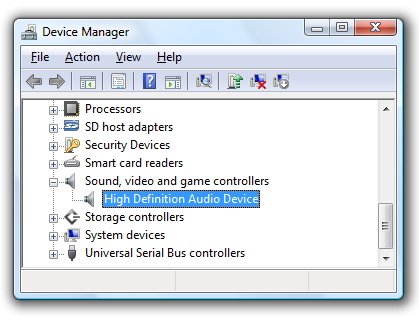 Device Manager
File Action View Help
Processors
SD host adapters
Security Devices
Smart card readers
Sound, video and game controllers
High Definition Audio Device
Storage controllers
System devices
Universal Serial Bus controllers